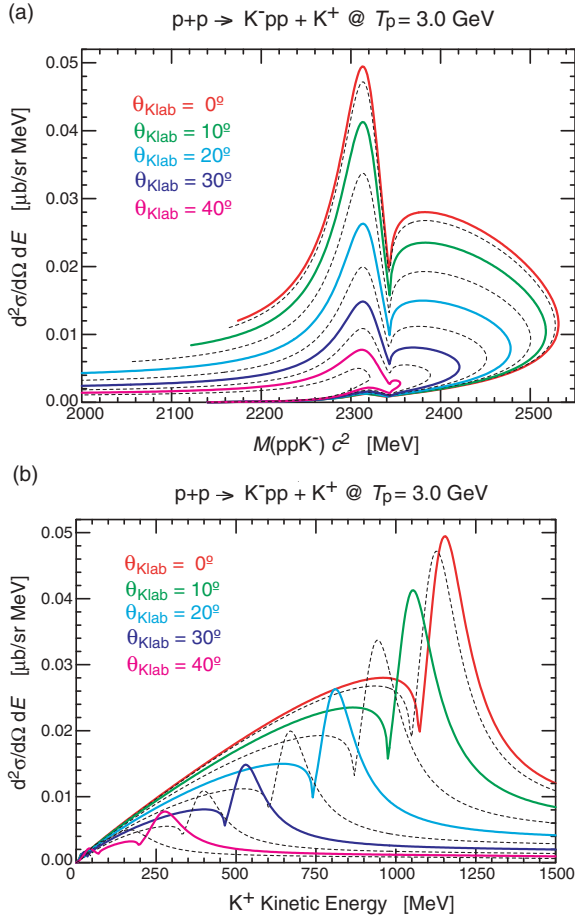 (a)
p+p → K⁻pp + K⁺ @ Tp = 3.0 GeV
0.05
0.04
0.03
0.02
0.01
0.00
d²σ/dΩ dE [μb/sr MeV]
θKlab = 0º
θKlab = 10º
θKlab = 20º
θKlab = 30º
θKlab = 40º
2000 2100 2200 2300 2400 2500
M(ppK⁻) c² [MeV]
(b)
p+p → K⁻pp + K⁺ @ Tp = 3.0 GeV
0.05
0.04
0.03
0.02
0.01
0.00
d²σ/dΩ dE [μb/sr MeV]
θKlab = 0º
θKlab = 10º
θKlab = 20º
θKlab = 30º
θKlab = 40º
0 250 500 750 1000 1250 1500
K⁺ Kinetic Energy [MeV]